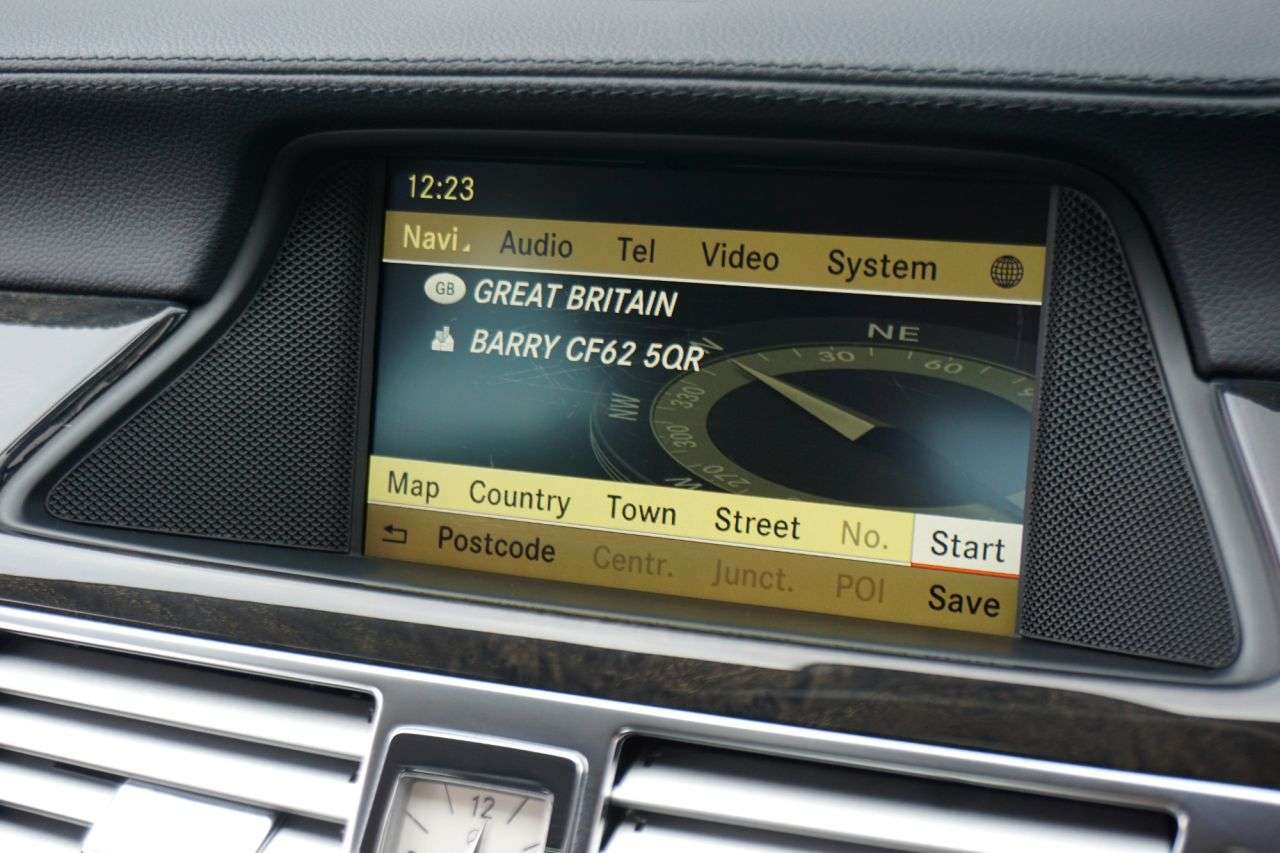 12:23
Navi Audio Tel Video System
GB GREAT BRITAIN
BARRY CF62 5QR
NE
30 60
330
NW
300
270
W
Map Country Town Street No. Start
Postcode Centr. Junct. POI Save
12